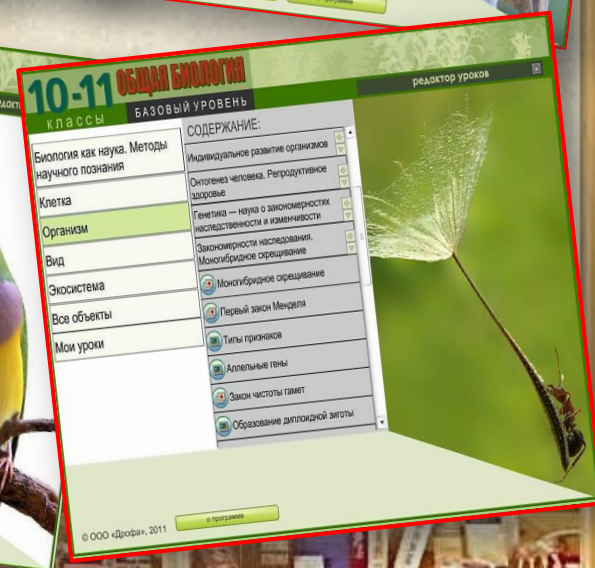 о программе
10-11
классы
ОБЩАЯ БИОЛОГИЯ
БАЗОВЫЙ УРОВЕНЬ
редактор уроков
Биология как наука. Методы
научного познания
Клетка
Организм
Вид
Экосистема
Все объекты
Мои уроки
СОДЕРЖАНИЕ:
Индивидуальное развитие организмов
Онтогенез человека. Репродуктивное
здоровье
Генетика — наука о закономерностях
наследственности и изменчивости
Закономерности наследования.
Моногибридное скрещивание
Моногибридное скрещивание
Первый закон Менделя
Типы признаков
Аллельные гены
Закон чистоты гамет
Образование диплоидной зиготы
© ООО «Дрофа», 2011
о программе